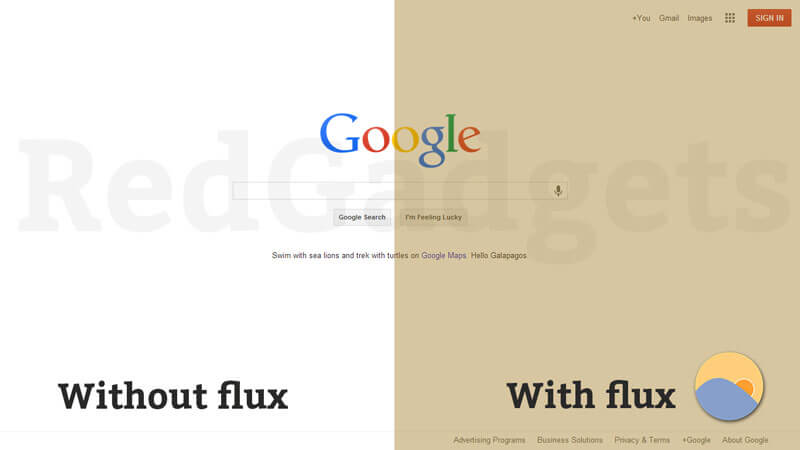 +You Gmail Images SIGN IN
Google
RedGadgets
Google Search I'm Feeling Lucky
Swim with sea lions and trek with turtles on Google Maps. Hello Galapagos
Without flux With flux
Advertising Programs Business Solutions Privacy & Terms +Google About Google